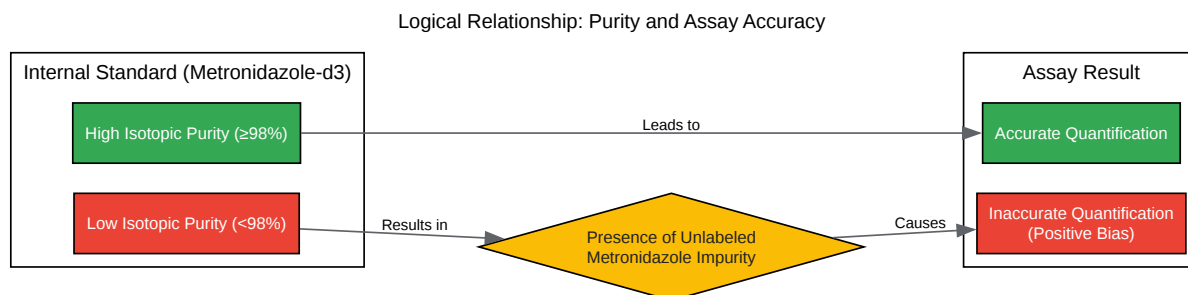 Logical Relationship: Purity and Assay Accuracy
Internal Standard (Metronidazole-d3)
High Isotopic Purity (≥98%)
Low Isotopic Purity (<98%)
Leads to
Results in
Presence of Unlabeled
Metronidazole Impurity
Causes
Assay Result
Accurate Quantification
Inaccurate Quantification
(Positive Bias)